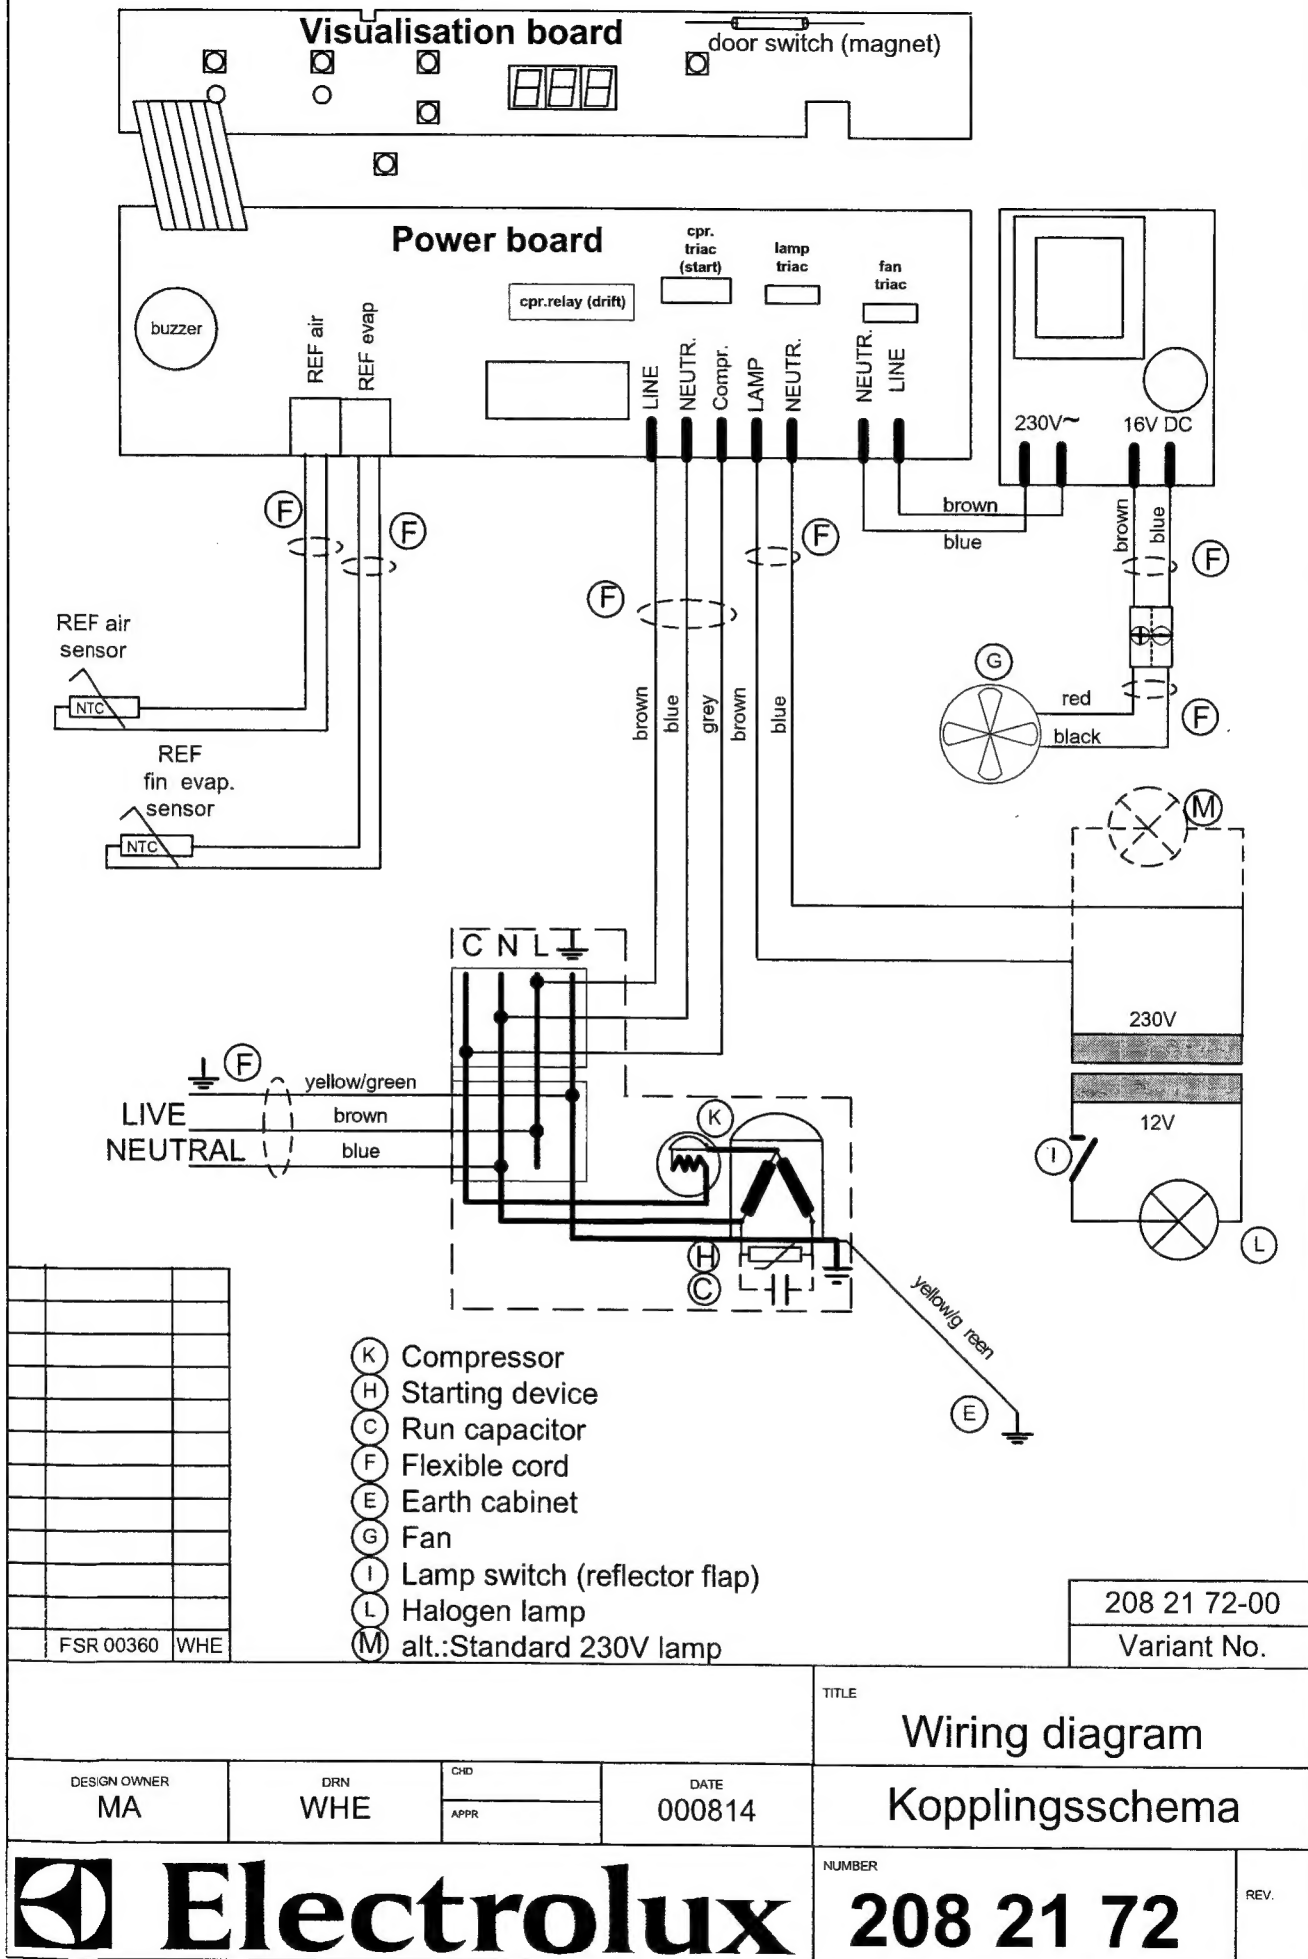 Visualisation board
door switch (magnet)
Power board
cpr.
triac
(start)
lamp
triac
fan
triac
cpr.relay (drift)
buzzer
REF air
REF evap
LINE
NEUTR.
Compr.
LAMP
NEUTR.
NEUTR.
LINE
230V~
16V DC
brown
blue
brown
blue
F
F
F
F
F
REF air
sensor
NTC
REF
fin evap.
sensor
NTC
brown
blue
grey
brown
blue
G
red
black
F
M
C N L
230V
12V
F
yellow/green
LIVE
brown
NEUTRAL
blue
K
I
L
H
C
yellow/g reen
E
K Compressor
H Starting device
C Run capacitor
F Flexible cord
E Earth cabinet
G Fan
I Lamp switch (reflector flap)
L Halogen lamp
M alt.:Standard 230V lamp
FSR 00360 WHE
208 21 72-00
Variant No.
TITLE
Wiring diagram
Kopplingsschema
DESIGN OWNER
MA
DRN
WHE
CHD
APPR
DATE
000814
Electrolux
NUMBER
208 21 72
REV.